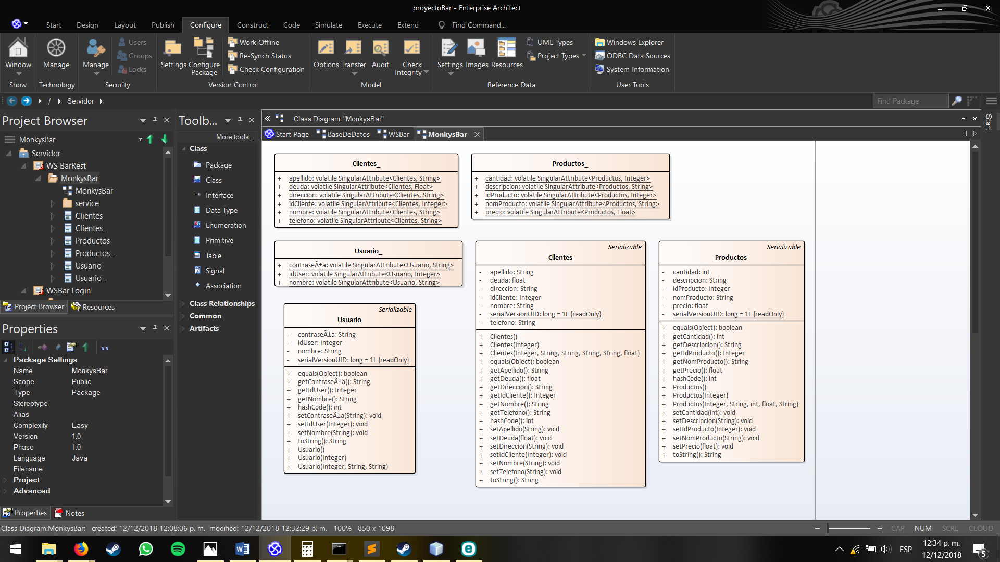 proyectoBar - Enterprise Architect
Start
Design
Layout
Publish
Configure
Construct
Code
Simulate
Execute
Extend
Find Command...
Window
Show
Manage
Technology
Manage
Users
Groups
Locks
Security
Settings
Configure
Package
Work Offline
Re-Synch Status
Check Configuration
Version Control
Options
Transfer
Audit
Check
Integrity
Model
Settings
Images
Resources
UML Types
Project Types
Reference Data
Windows Explorer
ODBC Data Sources
System Information
User Tools
/
Servidor
Find Package
Project Browser
MonkysBar
Servidor
WS BarRest
MonkysBar
MonkysBar
service
Clientes
Clientes_
Productos
Productos_
Usuario
Usuario_
WSBar Login
Project Browser
Resources
Properties
Package Settings
Name MonkysBar
Scope Public
Type Package
Stereotype
Alias
Complexity Easy
Version 1.0
Phase 1.0
Language Java
Filename
Project
Advanced
Properties
Notes
Toolb...
More tools...
Class
Package
Class
Interface
Data Type
Enumeration
Primitive
Table
Signal
Association
Class Relationships
Common
Artifacts
Class Diagram: "MonkysBar"
Start Page
BaseDeDatos
WSBar
MonkysBar
Start
Clientes_
+ apellido: volatile SingularAttribute<Clientes, String>
+ deuda: volatile SingularAttribute<Clientes, Float>
+ direccion: volatile SingularAttribute<Clientes, String>
+ idCliente: volatile SingularAttribute<Clientes, Integer>
+ nombre: volatile SingularAttribute<Clientes, String>
+ telefono: volatile SingularAttribute<Clientes, String>
Productos_
+ cantidad: volatile SingularAttribute<Productos, Integer>
+ descripcion: volatile SingularAttribute<Productos, String>
+ idProducto: volatile SingularAttribute<Productos, Integer>
+ nomProducto: volatile SingularAttribute<Productos, String>
+ precio: volatile SingularAttribute<Productos, Float>
Usuario_
+ contraseÃ±a: volatile SingularAttribute<Usuario, String>
+ idUser: volatile SingularAttribute<Usuario, Integer>
+ nombre: volatile SingularAttribute<Usuario, String>
Serializable
Usuario
- contraseÃ±a: String
- idUser: Integer
- nombre: String
- serialVersionUID: long = 1L {readOnly}
+ equals(Object): boolean
+ getContraseÃ±a(): String
+ getIdUser(): Integer
+ getNombre(): String
+ hashCode(): int
+ setContraseÃ±a(String): void
+ setIdUser(Integer): void
+ setNombre(String): void
+ toString(): String
+ Usuario()
+ Usuario(Integer)
+ Usuario(Integer, String, String)
Serializable
Clientes
- apellido: String
- deuda: float
- direccion: String
- idCliente: Integer
- nombre: String
- serialVersionUID: long = 1L {readOnly}
- telefono: String
+ Clientes()
+ Clientes(Integer)
+ Clientes(Integer, String, String, String, String, float)
+ equals(Object): boolean
+ getApellido(): String
+ getDeuda(): float
+ getDireccion(): String
+ getIdCliente(): Integer
+ getNombre(): String
+ getTelefono(): String
+ hashCode(): int
+ setApellido(String): void
+ setDeuda(float): void
+ setDireccion(String): void
+ setIdCliente(Integer): void
+ setNombre(String): void
+ setTelefono(String): void
+ toString(): String
Serializable
Productos
- cantidad: int
- descripcion: String
- idProducto: Integer
- nomProducto: String
- precio: float
- serialVersionUID: long = 1L {readOnly}
+ equals(Object): boolean
+ getCantidad(): int
+ getDescripcion(): String
+ getIdProducto(): Integer
+ getNomProducto(): String
+ getPrecio(): float
+ hashCode(): int
+ Productos()
+ Productos(Integer)
+ Productos(Integer, String, int, float, String)
+ setCantidad(int): void
+ setDescripcion(String): void
+ setIdProducto(Integer): void
+ setNomProducto(String): void
+ setPrecio(float): void
+ toString(): String
Class Diagram:MonkysBar: created: 12/12/2018 12:08:06 p. m. modified: 12/12/2018 12:32:29 p. m. 100% 850 x 1098
CAP NUM SCRL CLOUD
ESP
12:34 p. m.
12/12/2018
5